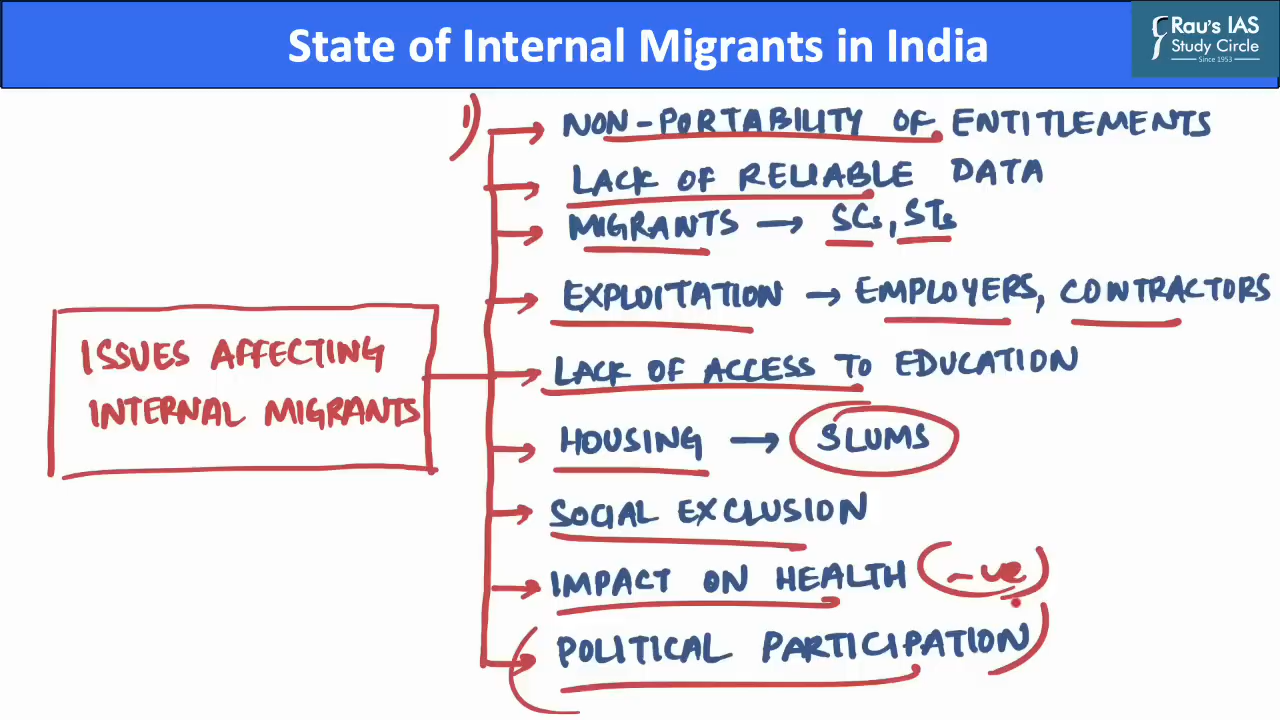 State of Internal Migrants in India
Rau's IAS
Study Circle
Since 1953
1)
NON-PORTABILITY OF ENTITLEMENTS
LACK OF RELIABLE DATA
MIGRANTS → SCs, STs
EXPLOITATION → EMPLOYERS, CONTRACTORS
ISSUES AFFECTING
INTERNAL MIGRANTS
LACK OF ACCESS TO EDUCATION
HOUSING → SLUMS
SOCIAL EXCLUSION
IMPACT ON HEALTH (-ve)
POLITICAL PARTICIPATION